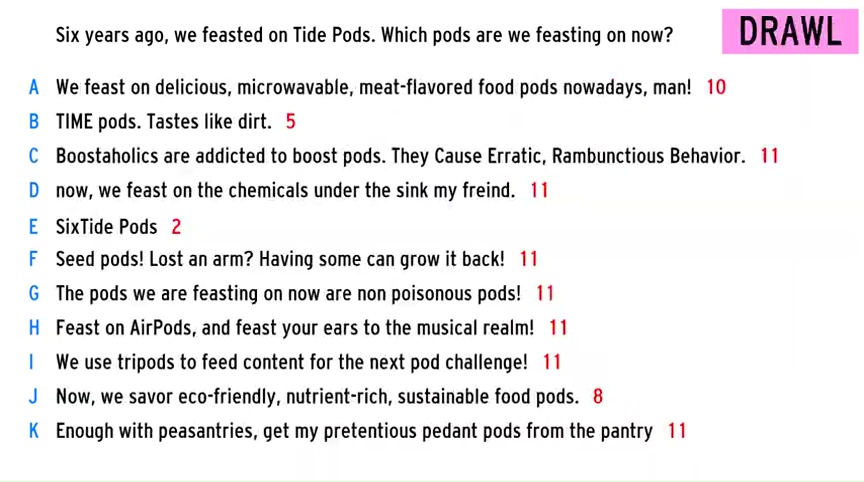 Six years ago, we feasted on Tide Pods. Which pods are we feasting on now?
DRAWL
A We feast on delicious, microwavable, meat-flavored food pods nowadays, man! 10
B TIME pods. Tastes like dirt. 5
C Boostaholics are addicted to boost pods. They Cause Erratic, Rambunctious Behavior. 11
D now, we feast on the chemicals under the sink my freind. 11
E SixTide Pods 2
F Seed pods! Lost an arm? Having some can grow it back! 11
G The pods we are feasting on now are non poisonous pods! 11
H Feast on AirPods, and feast your ears to the musical realm! 11
I We use tripods to feed content for the next pod challenge! 11
J Now, we savor eco-friendly, nutrient-rich, sustainable food pods. 8
K Enough with peasantries, get my pretentious pedant pods from the pantry 11